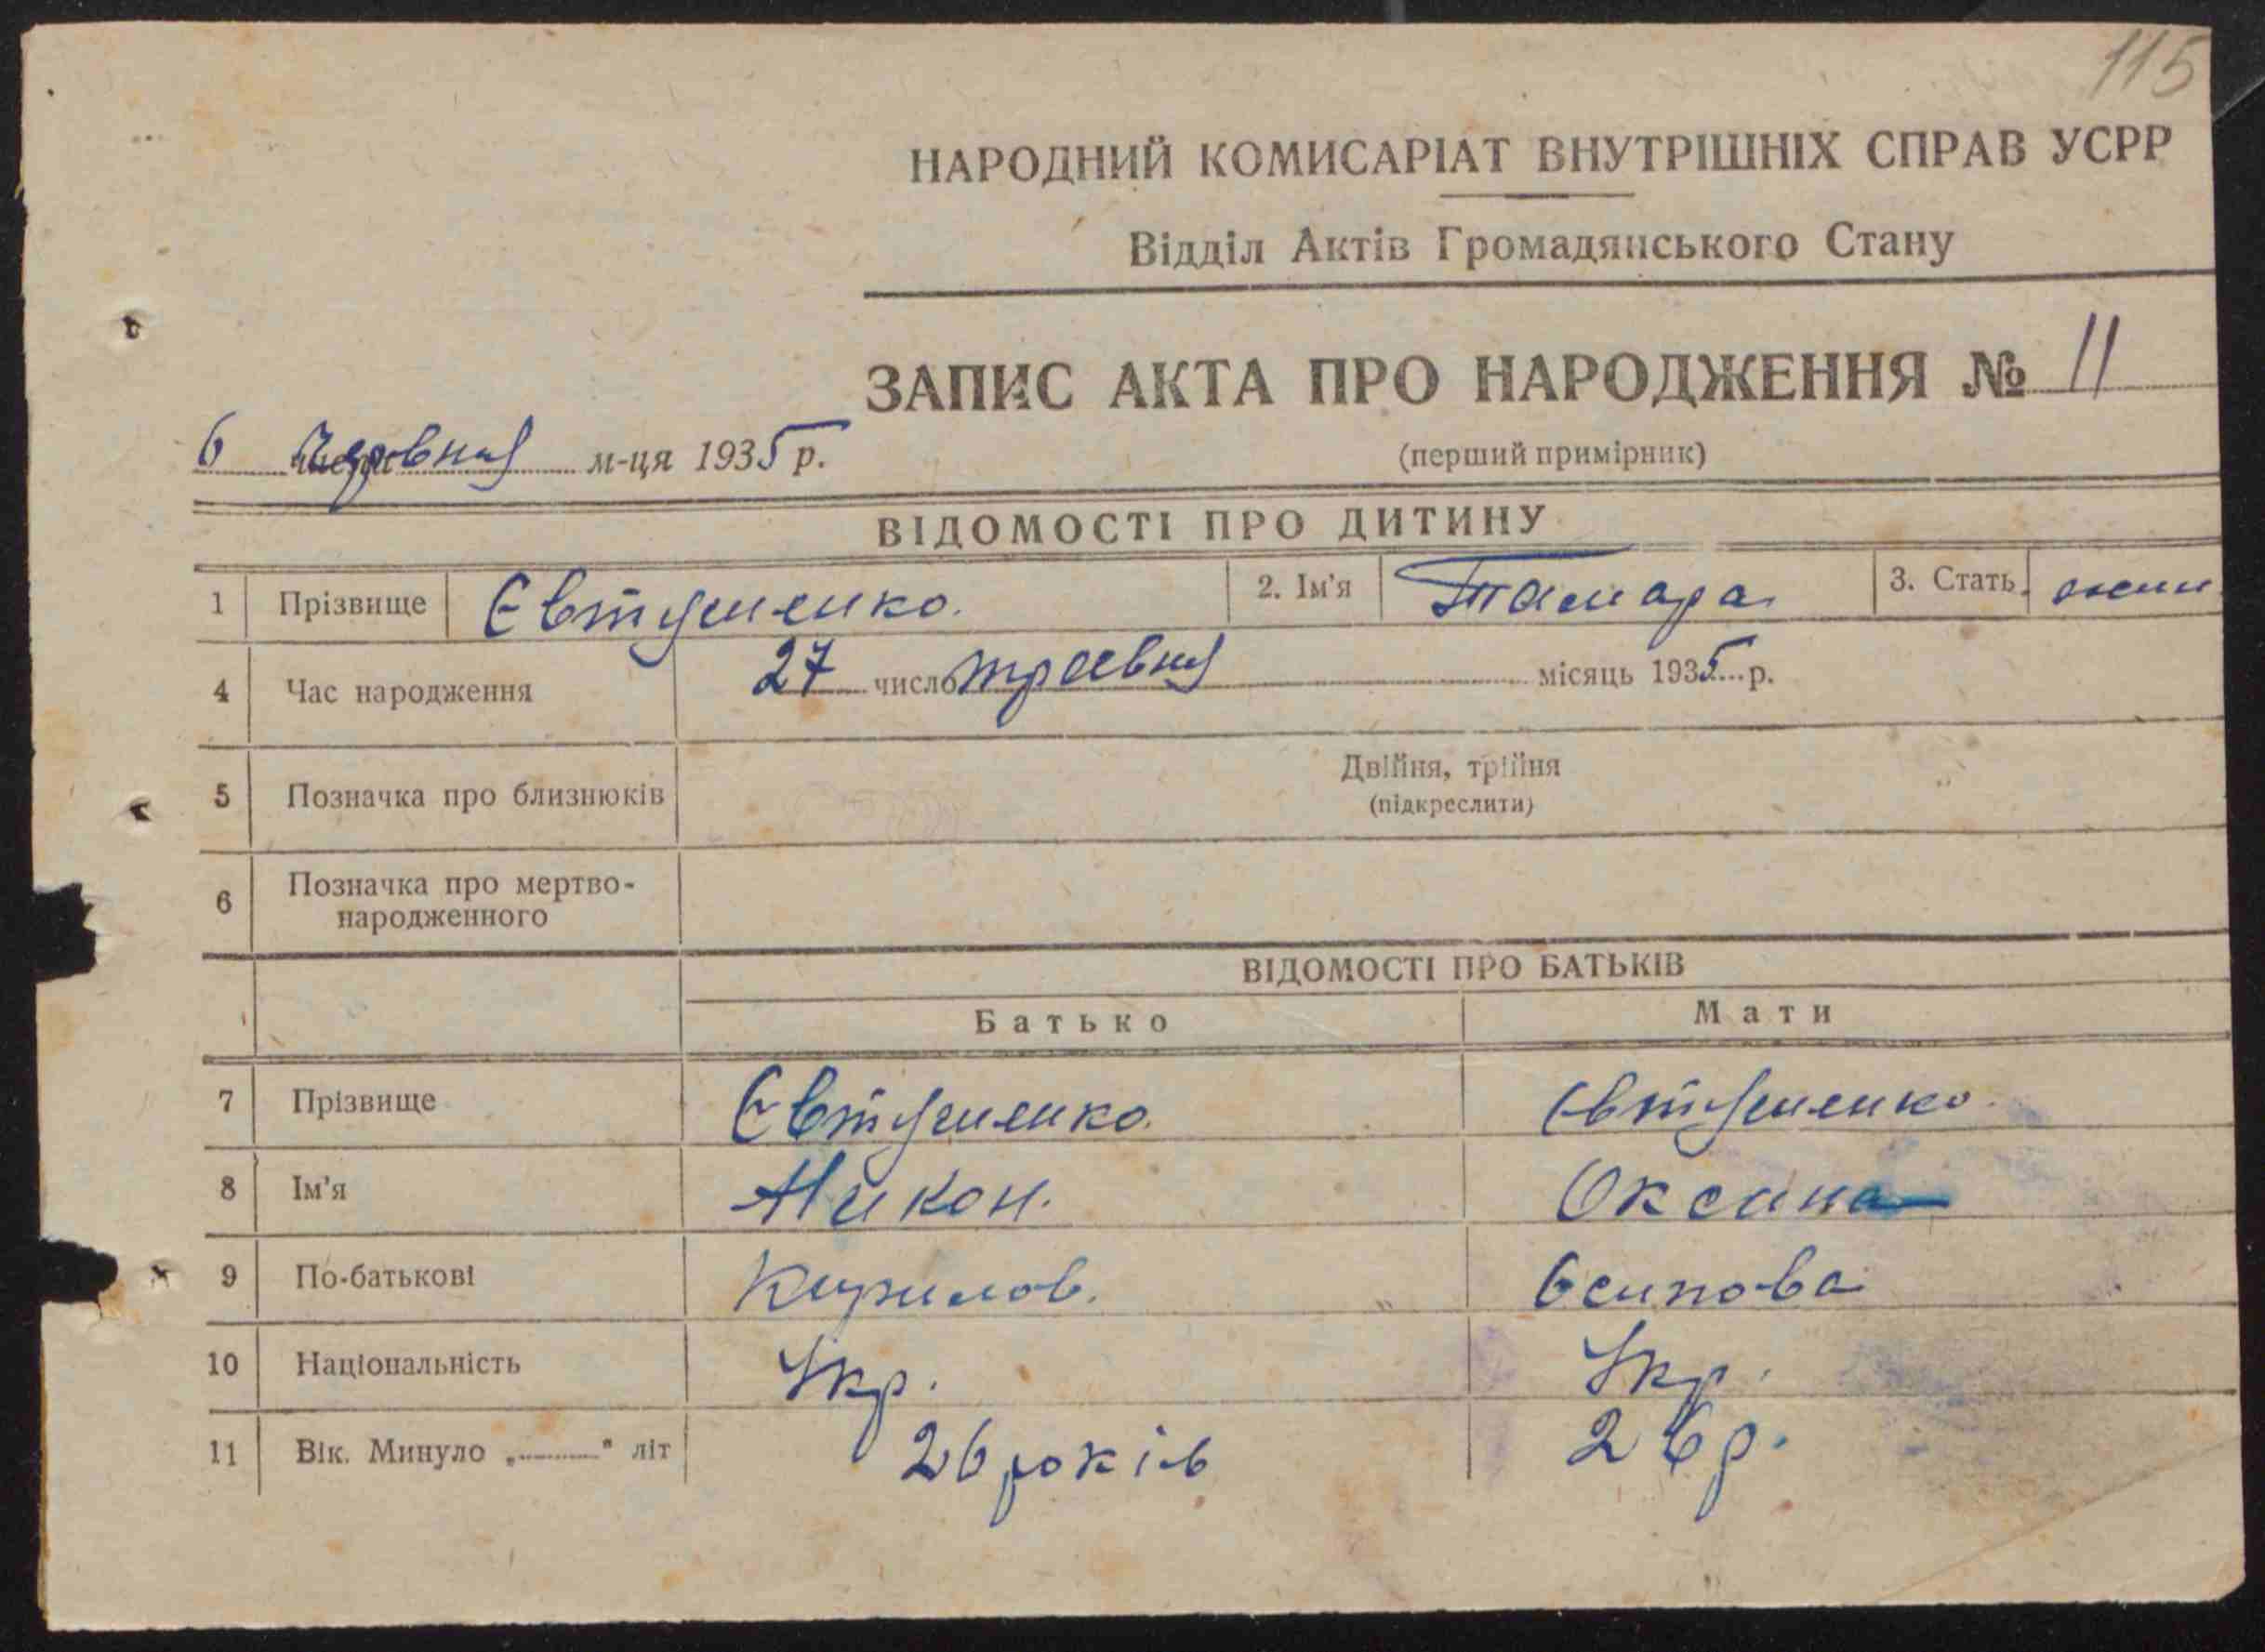 115
НАРОДНИЙ КОМИСАРІАТ ВНУТРІШНІХ СПРАВ УСРР
Відділ Актів Громадянського Стану
ЗАПИС АКТА ПРО НАРОДЖЕННЯ № 11
6 числа Червня м-ця 1935 р.
(перший примірник)
ВІДОМОСТІ ПРО ДИТИНУ
1 Прізвище Євтушенко. 2. Ім'я Тамара 3. Стать жін
4 Час народження 27 число травня місяць 1935 р.
5 Позначка про близнюків Двійня, трійня
(підкреслити)
6 Позначка про мертво-
народженного
ВІДОМОСТІ ПРО БАТЬКІВ
Батько Мати
7 Прізвище Євтушенко. Євтушенко.
8 Ім'я Никон. Оксана
9 По-батькові Кирилов. Осипова
10 Національність Укр. Укр.
11 Вік. Минуло „ " літ 26 років 26 р.